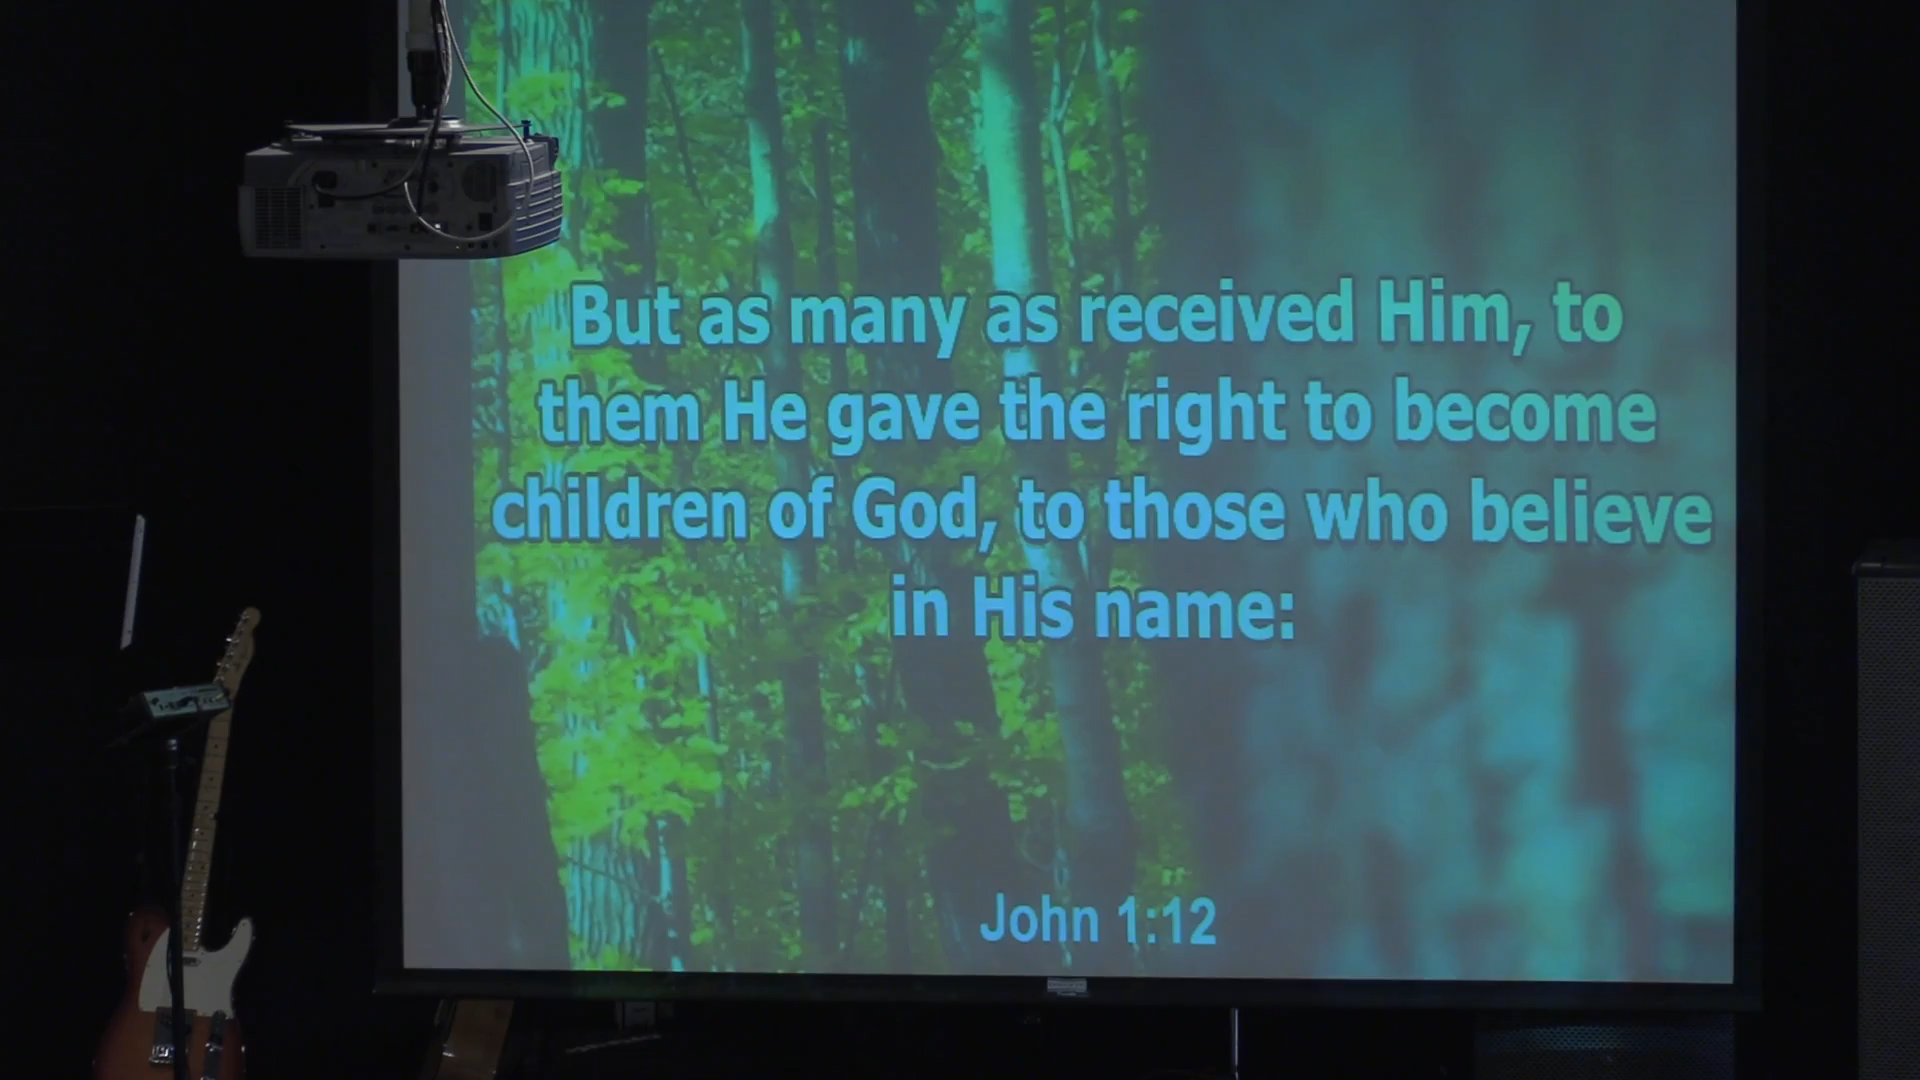 But as many as received Him, to
them He gave the right to become
children of God, to those who believe
in His name:
John 1:12